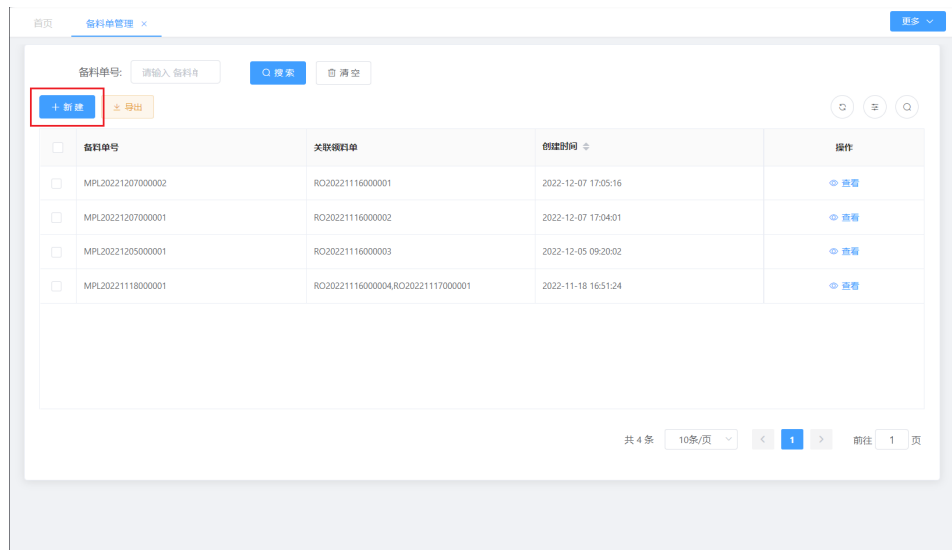 首页 备料单管理 × 更多
备料单号: 请输入 备料单 搜 索 清 空
+ 新 建 导出
备料单号 关联领料单 创建时间 操作
MPL20221207000002 RO20221116000001 2022-12-07 17:05:16 查看
MPL20221207000001 RO20221116000002 2022-12-07 17:04:01 查看
MPL20221205000001 RO20221116000003 2022-12-05 09:20:02 查看
MPL20221118000001 RO20221116000004,RO20221117000001 2022-11-18 16:51:24 查看
共 4 条 10条/页 < 1 > 前往 1 页